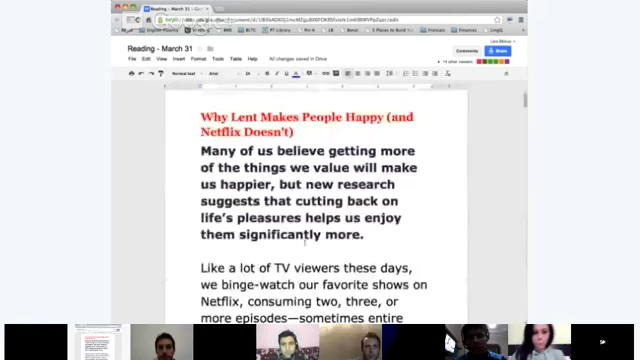 Reading - March 31
File Edit View Insert Format Tools Table Help All changes saved in Drive
Comments Share
Normal text
Why Lent Makes People Happy (and
Netflix Doesn't)
Many of us believe getting more
of the things we value will make
us happier, but new research
suggests that cutting back on
life's pleasures helps us enjoy
them significantly more.
Like a lot of TV viewers these days,
we binge-watch our favorite shows on
Netflix, consuming two, three, or
more episodes—sometimes entire